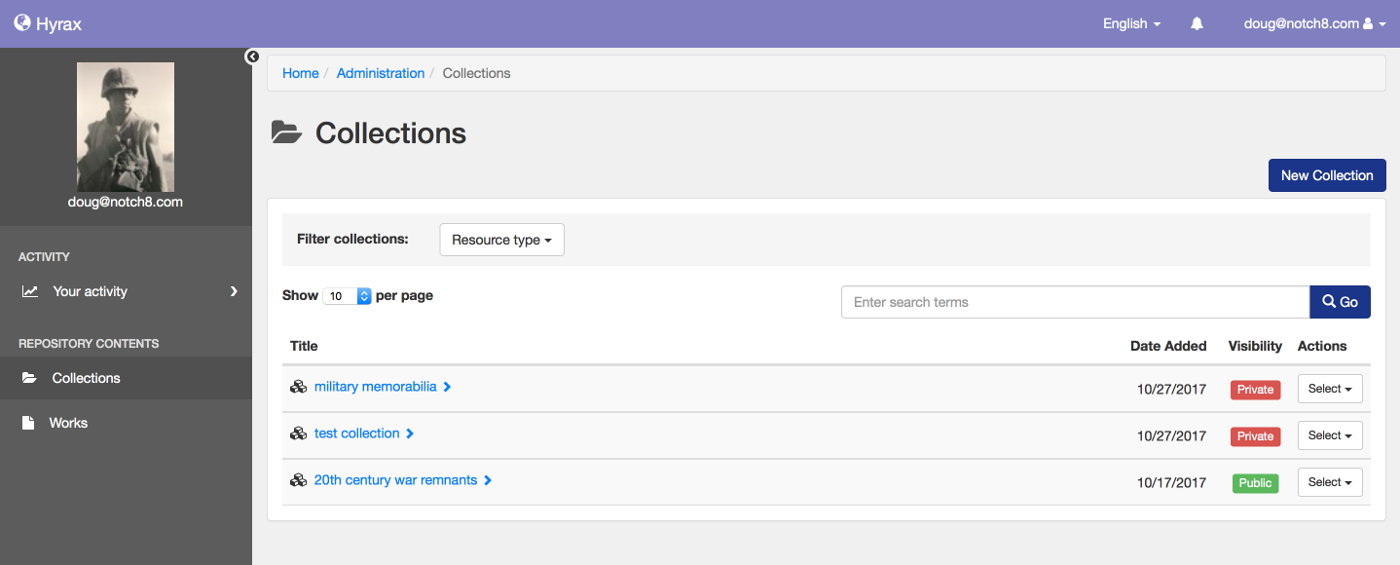 Hyrax
English
doug@notch8.com
doug@notch8.com
ACTIVITY
Your activity
REPOSITORY CONTENTS
Collections
Works
Home / Administration / Collections
Collections
New Collection
Filter collections: Resource type
Show 10 per page
Enter search terms Go
Title Date Added Visibility Actions
military memorabilia 10/27/2017 Private Select
test collection 10/27/2017 Private Select
20th century war remnants 10/17/2017 Public Select